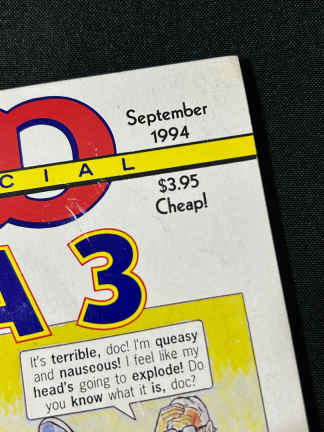 September
1994
CIAL
$3.95
Cheap!
A 3
It's terrible, doc! I'm queasy
and nauscous! I feel like my
head's going to explode! Do
you know what it is, doc?